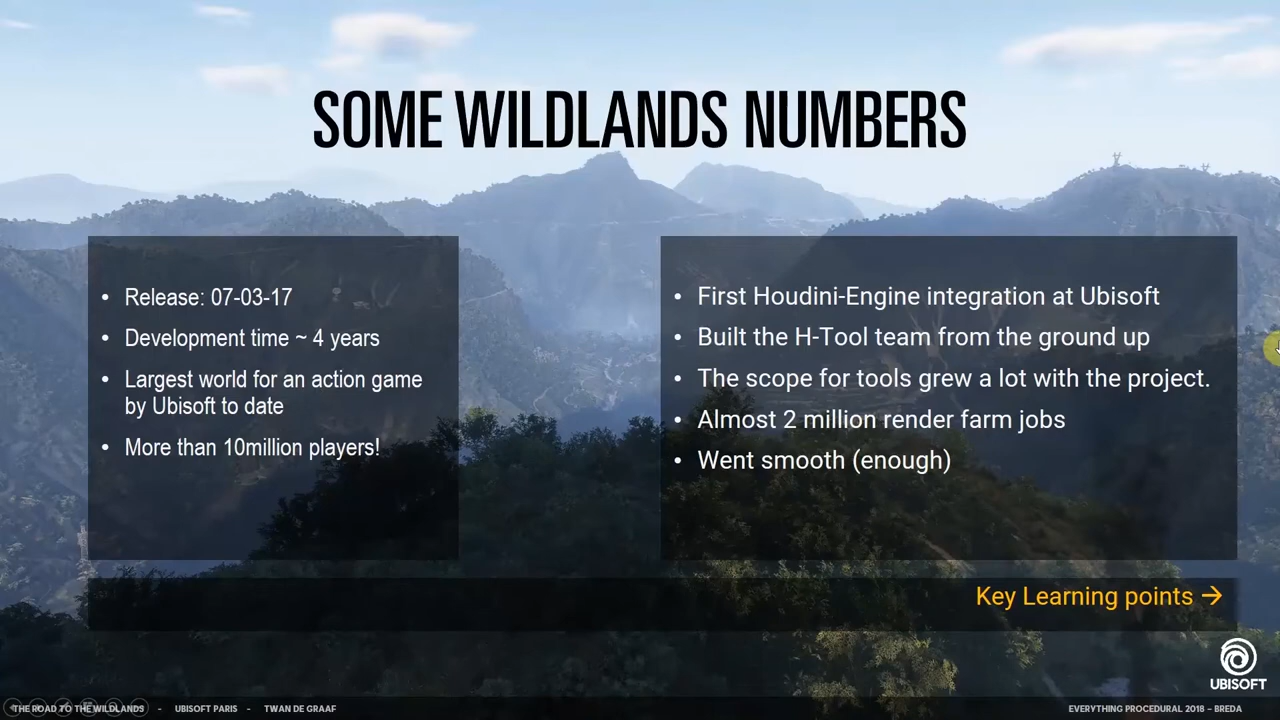 SOME WILDLANDS NUMBERS
• Release: 07-03-17
• Development time ~ 4 years
• Largest world for an action game
by Ubisoft to date
• More than 10million players!
• First Houdini-Engine integration at Ubisoft
• Built the H-Tool team from the ground up
• The scope for tools grew a lot with the project.
• Almost 2 million render farm jobs
• Went smooth (enough)
Key Learning points →
UBISOFT
THE ROAD TO THE WILDLANDS - UBISOFT PARIS - TWAN DE GRAAF
EVERYTHING PROCEDURAL 2018 – BREDA